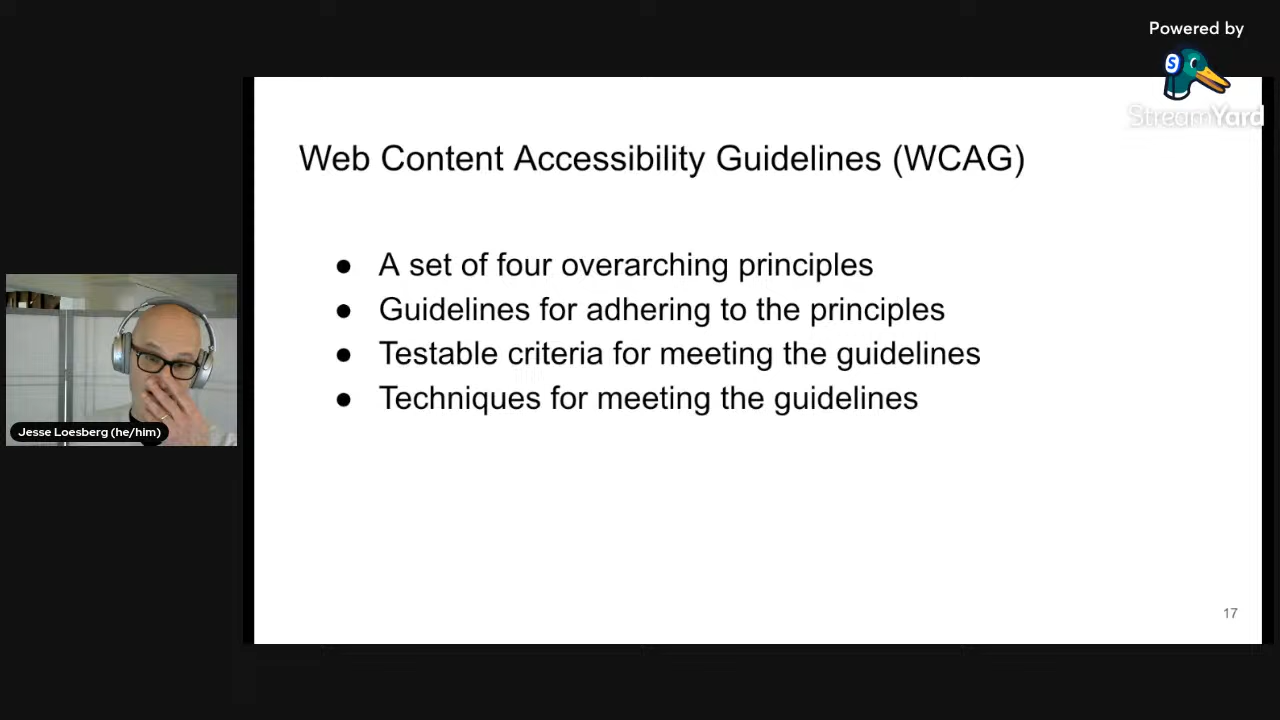 Powered by
S
StreamYard
Web Content Accessibility Guidelines (WCAG)
● A set of four overarching principles
● Guidelines for adhering to the principles
● Testable criteria for meeting the guidelines
● Techniques for meeting the guidelines
Jesse Loesberg (he/him)
17